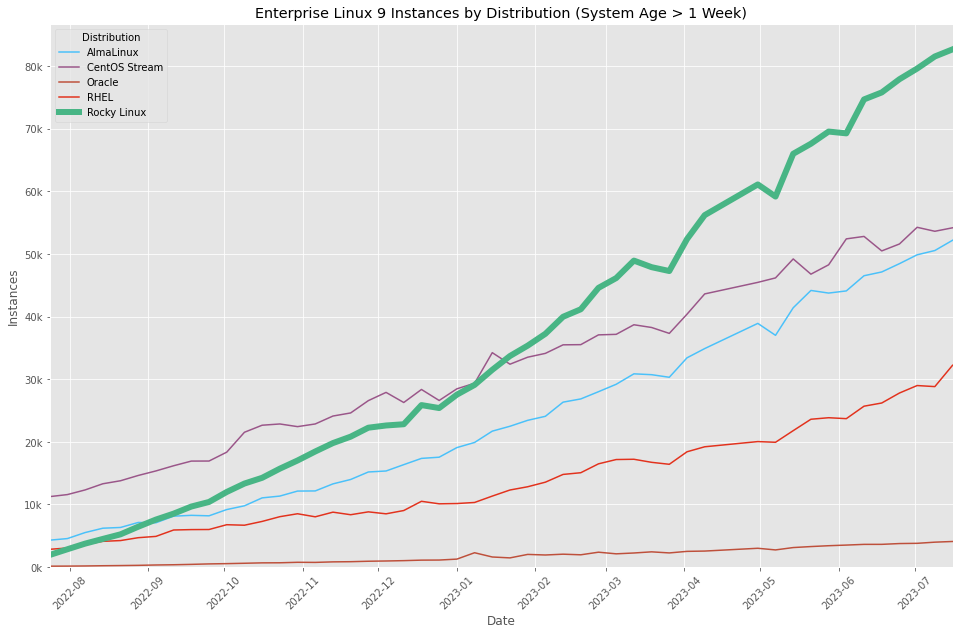 Enterprise Linux 9 Instances by Distribution (System Age > 1 Week)
Distribution
AlmaLinux
CentOS Stream
Oracle
RHEL
Rocky Linux
80k
70k
60k
50k
40k
30k
20k
10k
0k
Instances
2022-08
2022-09
2022-10
2022-11
2022-12
2023-01
2023-02
2023-03
2023-04
2023-05
2023-06
2023-07
Date